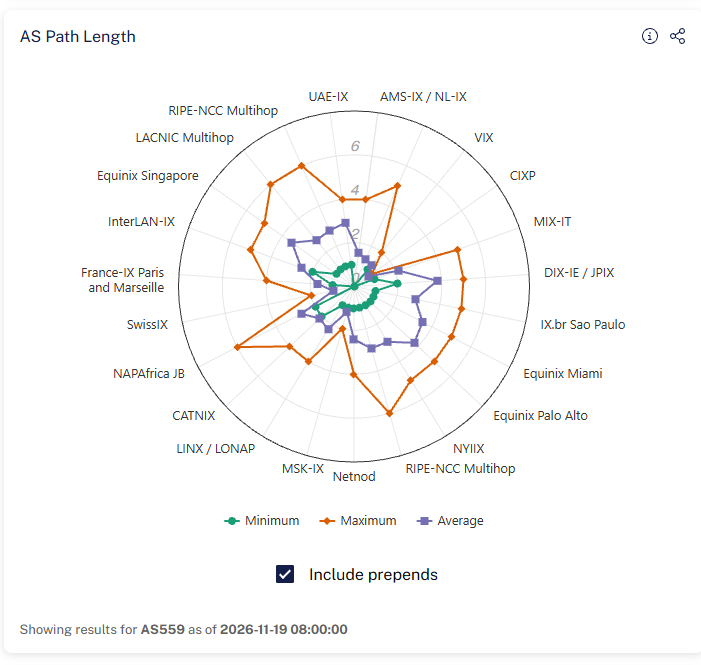 AS Path Length
UAE-IX
AMS-IX / NL-IX
RIPE-NCC Multihop
VIX
LACNIC Multihop
CIXP
Equinix Singapore
MIX-IT
InterLAN-IX
DIX-IE / JPIX
France-IX Paris
and Marseille
IX.br Sao Paulo
SwissIX
Equinix Miami
NAPAfrica JB
Equinix Palo Alto
CATNIX
NYIIX
LINX / LONAP
RIPE-NCC Multihop
MSK-IX
Netnod
6
4
2
0
Minimum
Maximum
Average
Include prepends
Showing results for AS559 as of 2026-11-19 08:00:00